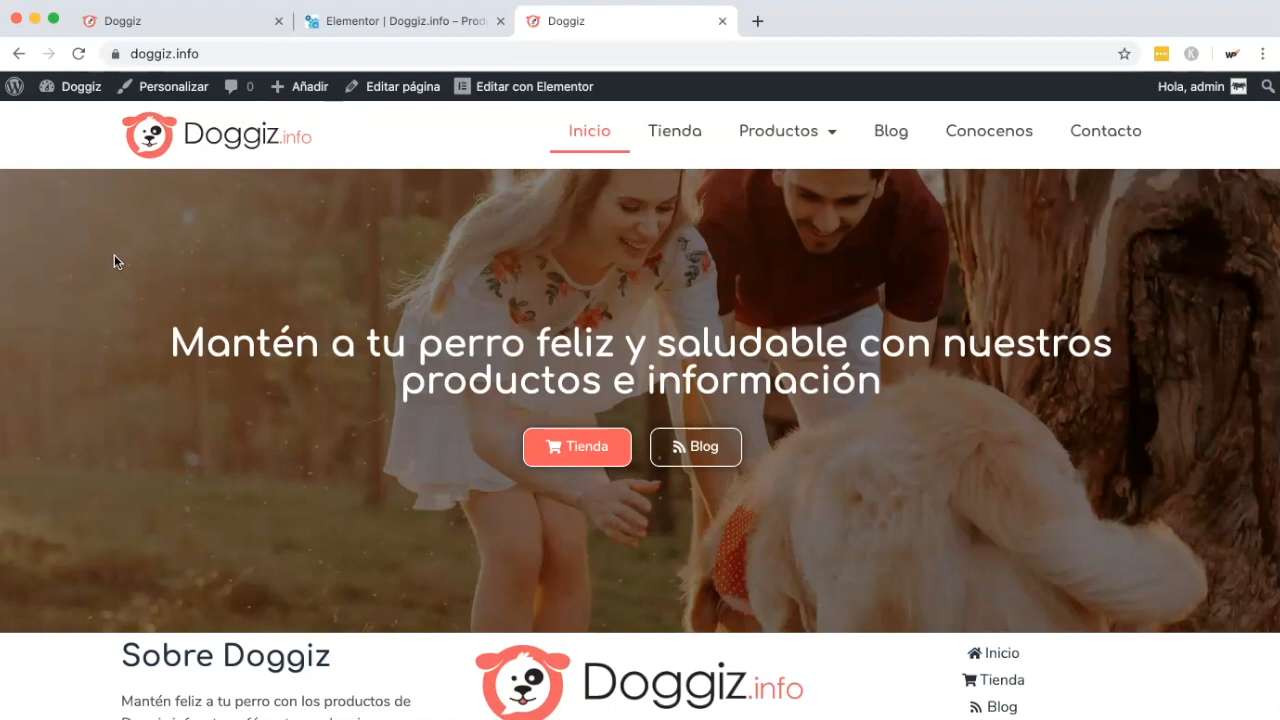 Doggiz
Elementor | Doggiz.info – Prod
Doggiz
doggiz.info
Doggiz
Personalizar
0
Añadir
Editar página
Editar con Elementor
Hola, admin
Doggiz.info
Inicio
Tienda
Productos
Blog
Conocenos
Contacto
Mantén a tu perro feliz y saludable con nuestros
productos e información
Tienda
Blog
Sobre Doggiz
Mantén feliz a tu perro con los productos de
Doggiz.info
Inicio
Tienda
Blog